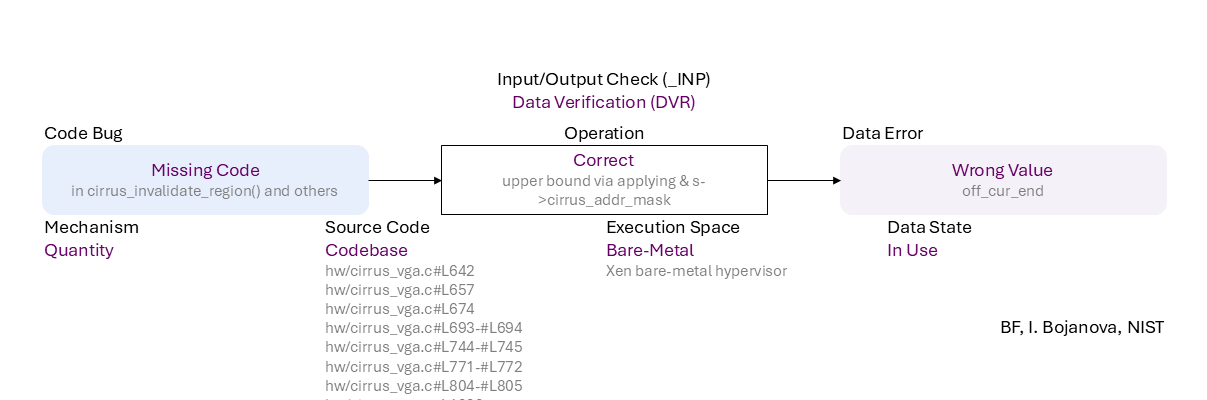 Input/Output Check (_INP)
Data Verification (DVR)
Code Bug
Operation
Data Error
Missing Code
in cirrus_invalidate_region() and others
Correct
upper bound via applying & s-
>cirrus_addr_mask
Wrong Value
off_cur_end
Mechanism
Quantity
Source Code
Codebase
hw/cirrus_vga.c#L642
hw/cirrus_vga.c#L657
hw/cirrus_vga.c#L674
hw/cirrus_vga.c#L693-#L694
hw/cirrus_vga.c#L744-#L745
hw/cirrus_vga.c#L771-#L772
hw/cirrus_vga.c#L804-#L805
Execution Space
Bare-Metal
Xen bare-metal hypervisor
Data State
In Use
BF, I. Bojanova, NIST